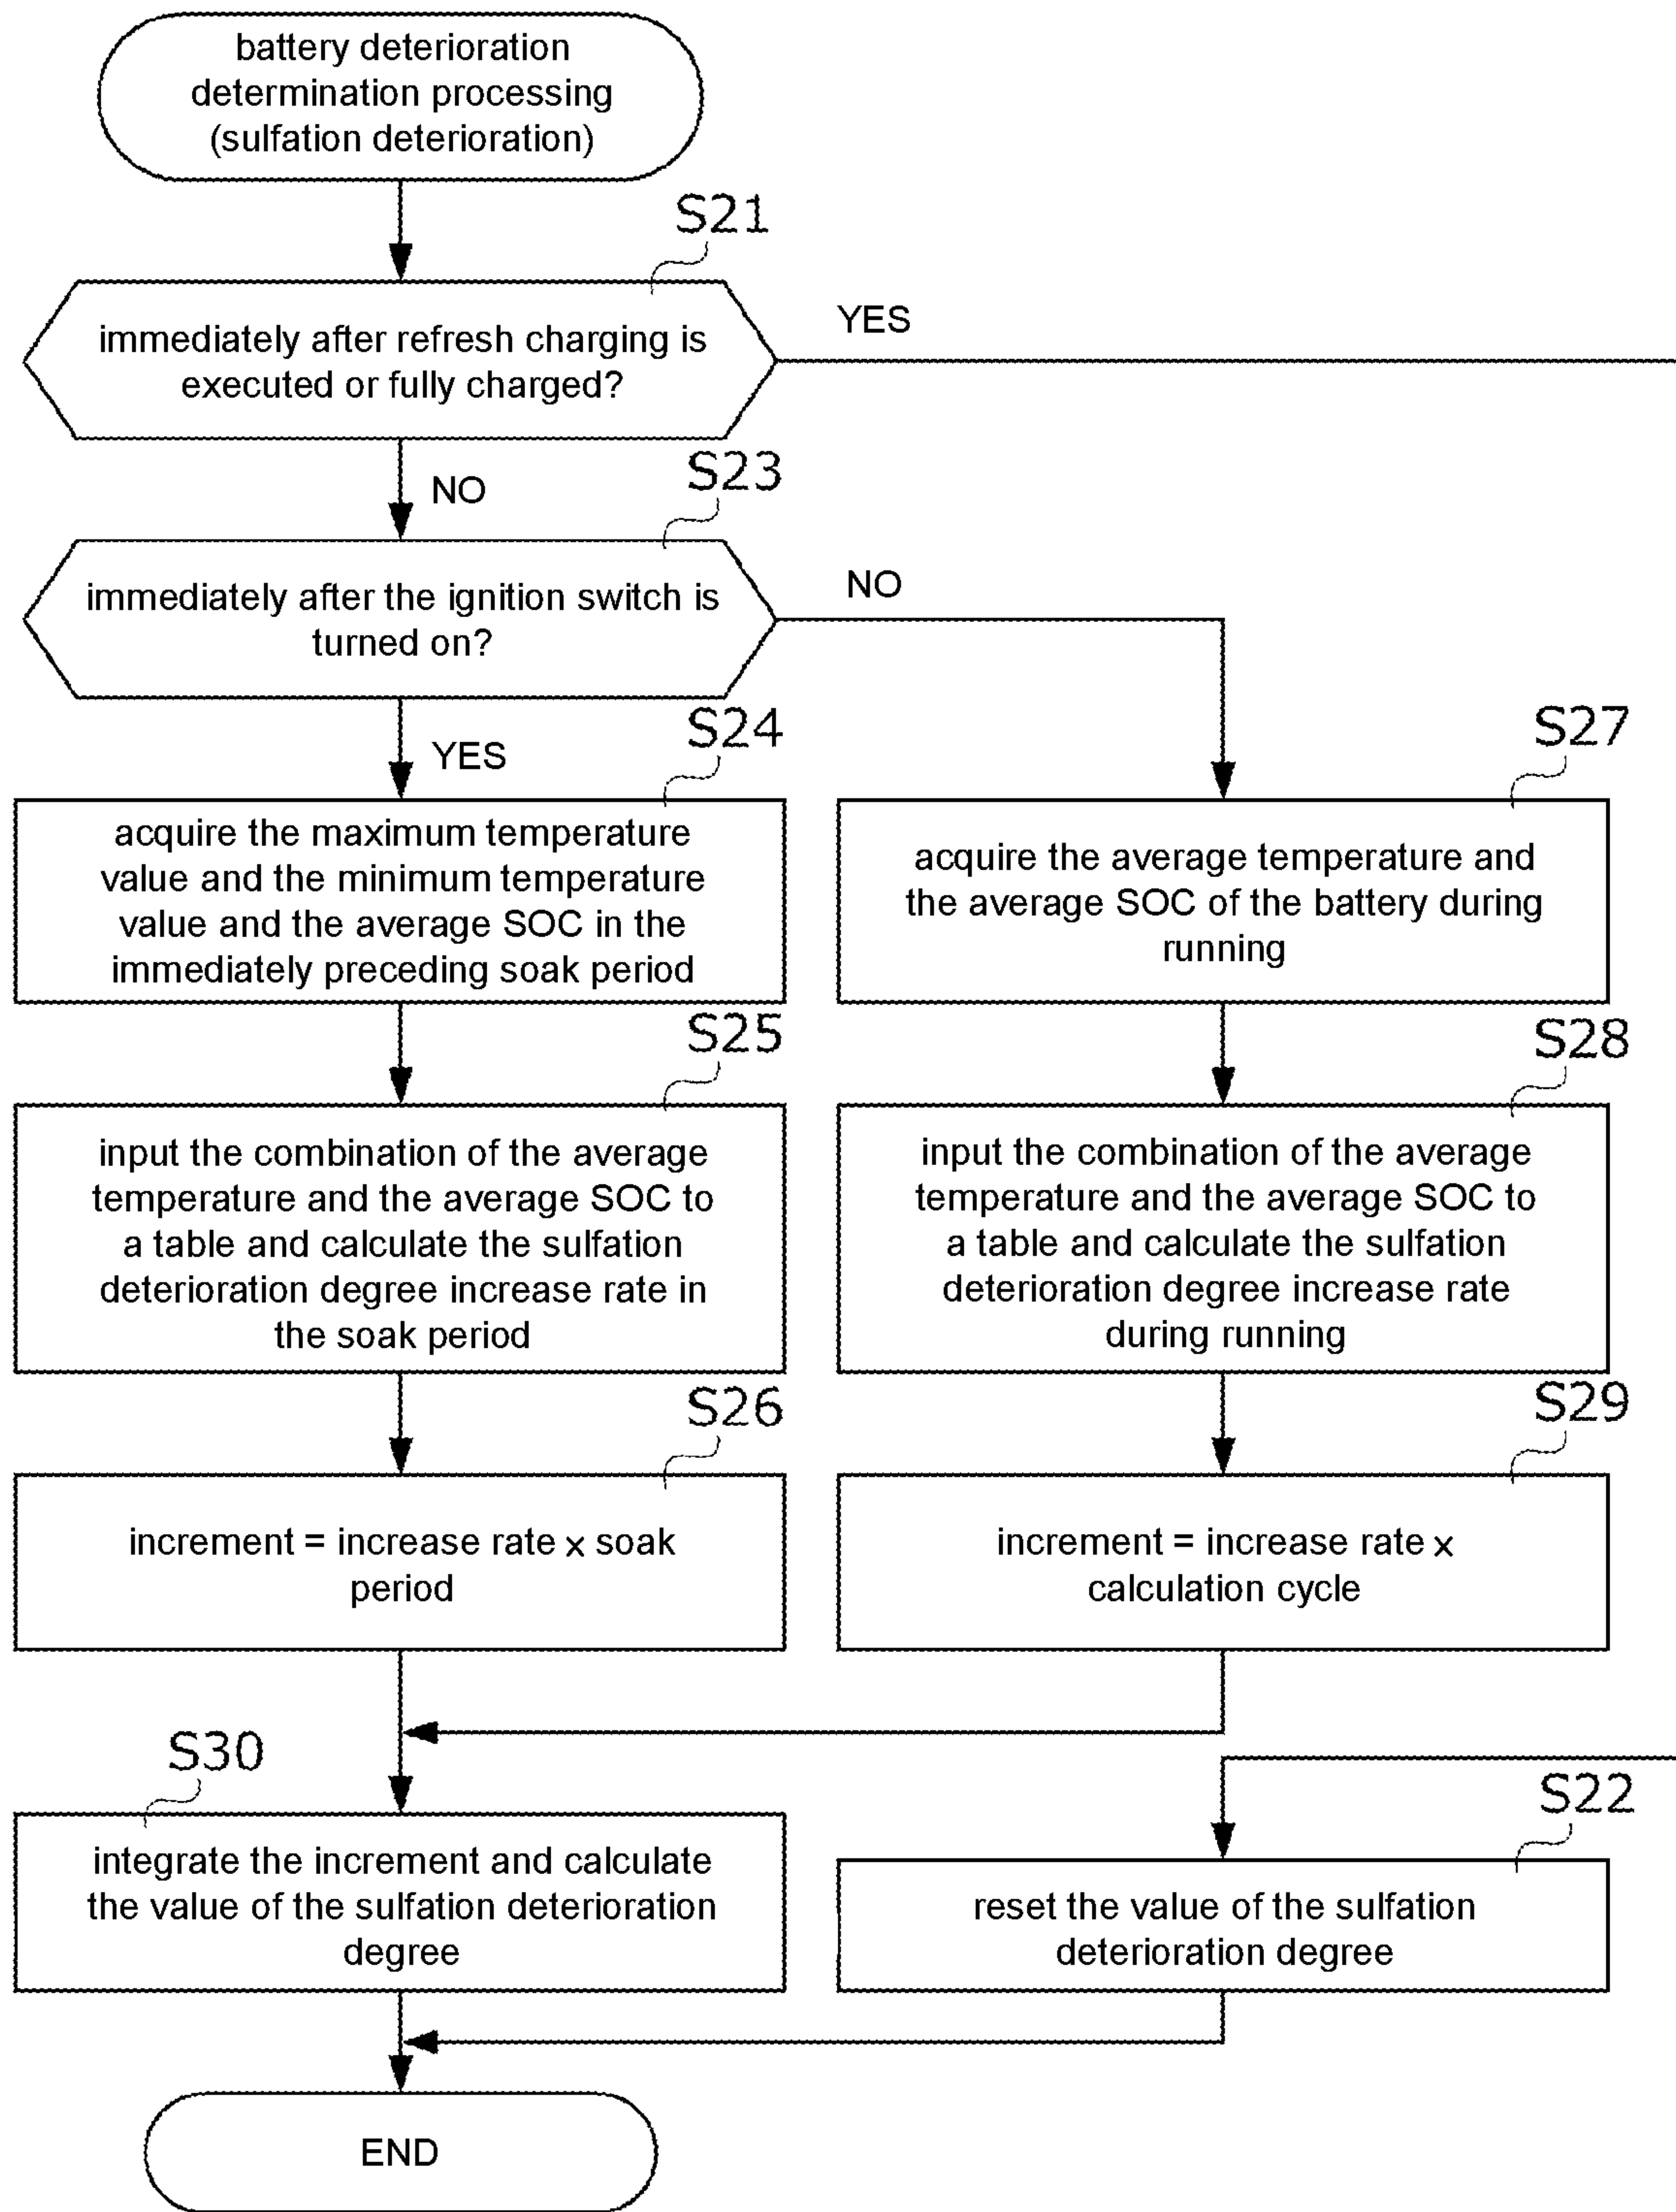 battery deterioration
determination processing
(sulfation deterioration)
S21
immediately after refresh charging is
executed or fully charged?
YES
NO
S23
immediately after the ignition switch is
turned on?
NO
YES
S24
acquire the maximum temperature
value and the minimum temperature
value and the average SOC in the
immediately preceding soak period
S27
acquire the average temperature and
the average SOC of the battery during
running
S25
input the combination of the average
temperature and the average SOC to
a table and calculate the sulfation
deterioration degree increase rate in
the soak period
S28
input the combination of the average
temperature and the average SOC to
a table and calculate the sulfation
deterioration degree increase rate
during running
S26
increment = increase rate x soak
period
S29
increment = increase rate x
calculation cycle
S30
integrate the increment and calculate
the value of the sulfation deterioration
degree
S22
reset the value of the sulfation
deterioration degree
END